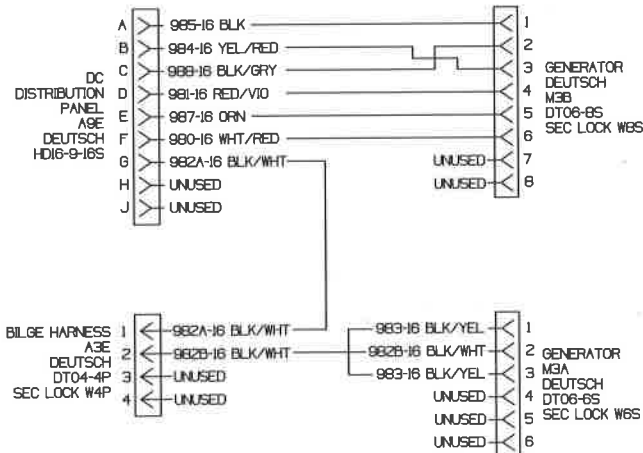 A 985-16 BLK 1
B 984-16 YEL/RED 2
C 988-16 BLK/GRY 3
D 981-16 RED/VIO 4
E 987-16 ORN 5
F 980-16 WHT/RED 6
G 982A-16 BLK/WHT UNUSED 7
H UNUSED UNUSED 8
J UNUSED
DC
DISTRIBUTION
PANEL
A9E
DEUTSCH
HD16-9-16S
GENERATOR
DEUTSCH
M3B
DT06-8S
SEC LOCK W8S
BILGE HARNESS
A3E
DEUTSCH
DT04-4P
SEC LOCK W4P
1 982A-16 BLK/WHT
2 982B-16 BLK/WHT
3 UNUSED
4 UNUSED
983-16 BLK/YEL 1
982B-16 BLK/WHT 2
983-16 BLK/YEL 3
UNUSED 4
UNUSED 5
UNUSED 6
GENERATOR
M3A
DEUTSCH
DT06-6S
SEC LOCK W6S